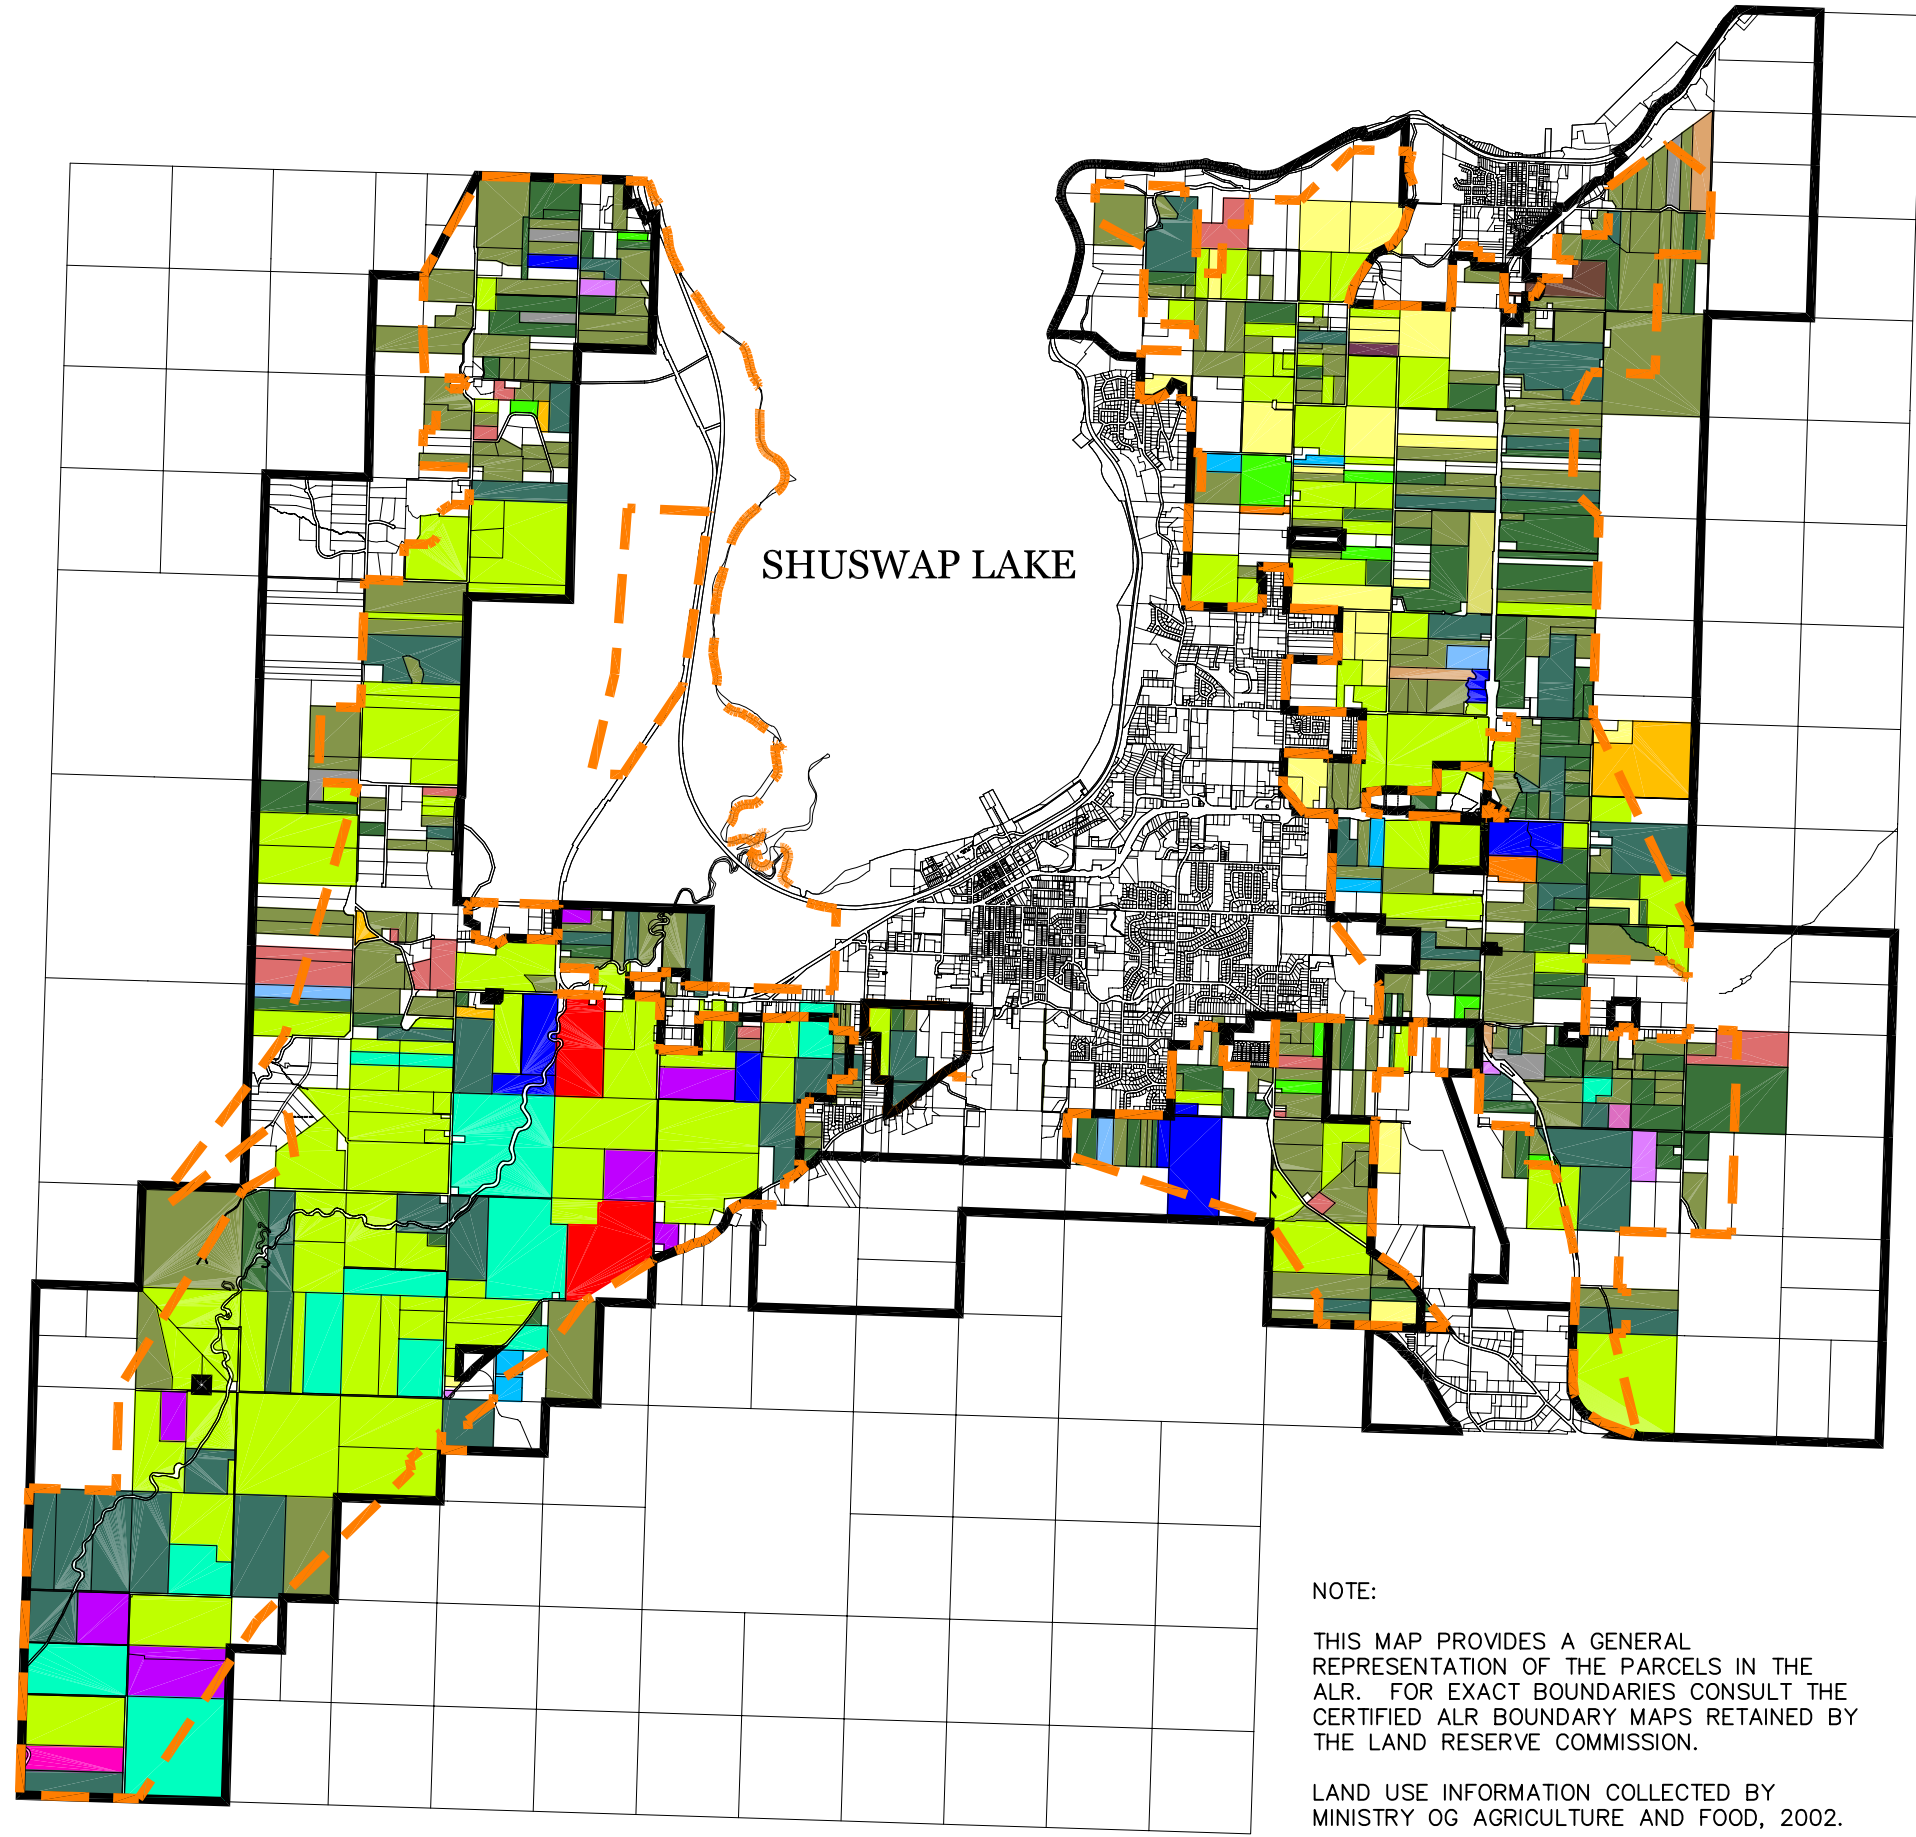 SHUSWAP LAKE
NOTE:
THIS MAP PROVIDES A GENERAL
REPRESENTATION OF THE PARCELS IN THE
ALR. FOR EXACT BOUNDARIES CONSULT THE
CERTIFIED ALR BOUNDARY MAPS RETAINED BY
THE LAND RESERVE COMMISSION.
LAND USE INFORMATION COLLECTED BY
MINISTRY OG AGRICULTURE AND FOOD, 2002.